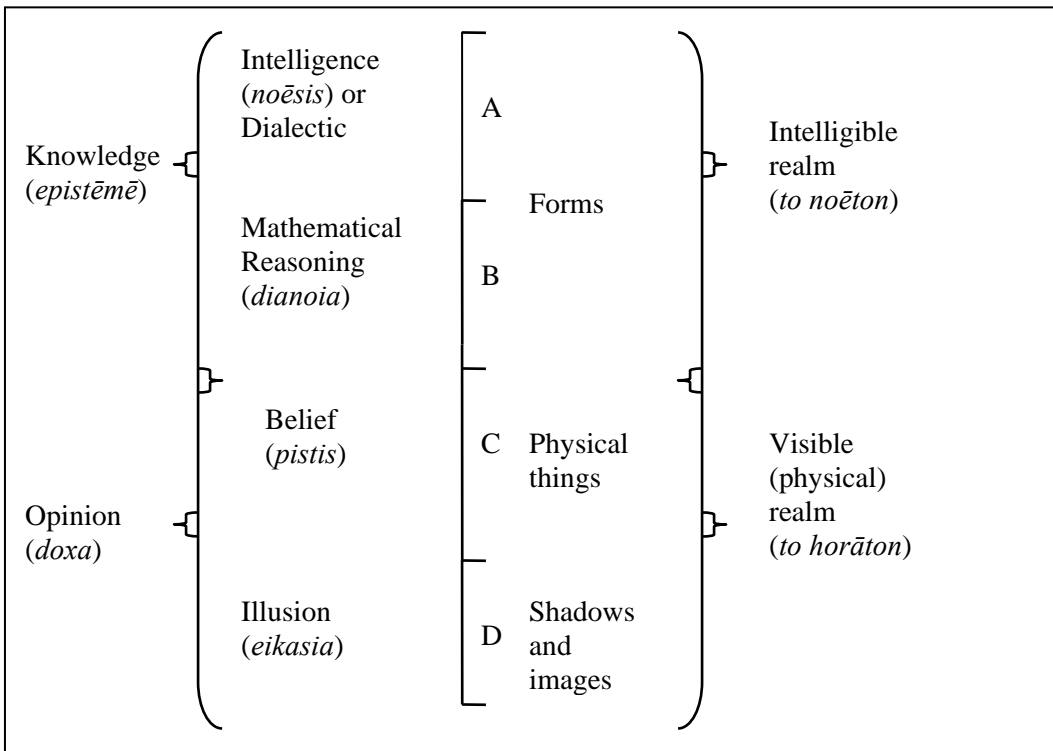 Intelligence
(noēsis) or
Dialectic
A
Knowledge
(epistēmē)
Intelligible
realm
(to noēton)
Forms
Mathematical
Reasoning
(dianoia)
B
Belief
(pistis)
C
Physical
things
Visible
(physical)
realm
(to horāton)
Opinion
(doxa)
Illusion
(eikasia)
D
Shadows
and
images